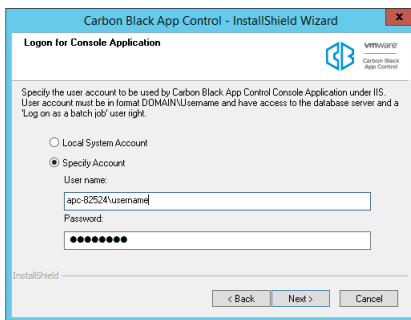 Carbon Black App Control - InstallShield Wizard
x
Logon for Console Application
vmware
Carbon Black
App Control
Specify the user account to be used by Carbon Black App Control Console Application under IIS.
User account must be in format DOMAIN\Username and have access to the database server and a
'Log on as a batch job' user right.
Local System Account
Specify Account
User name:
apc-82524\username
Password:
●●●●●●●●
InstallShield
< Back
Next >
Cancel